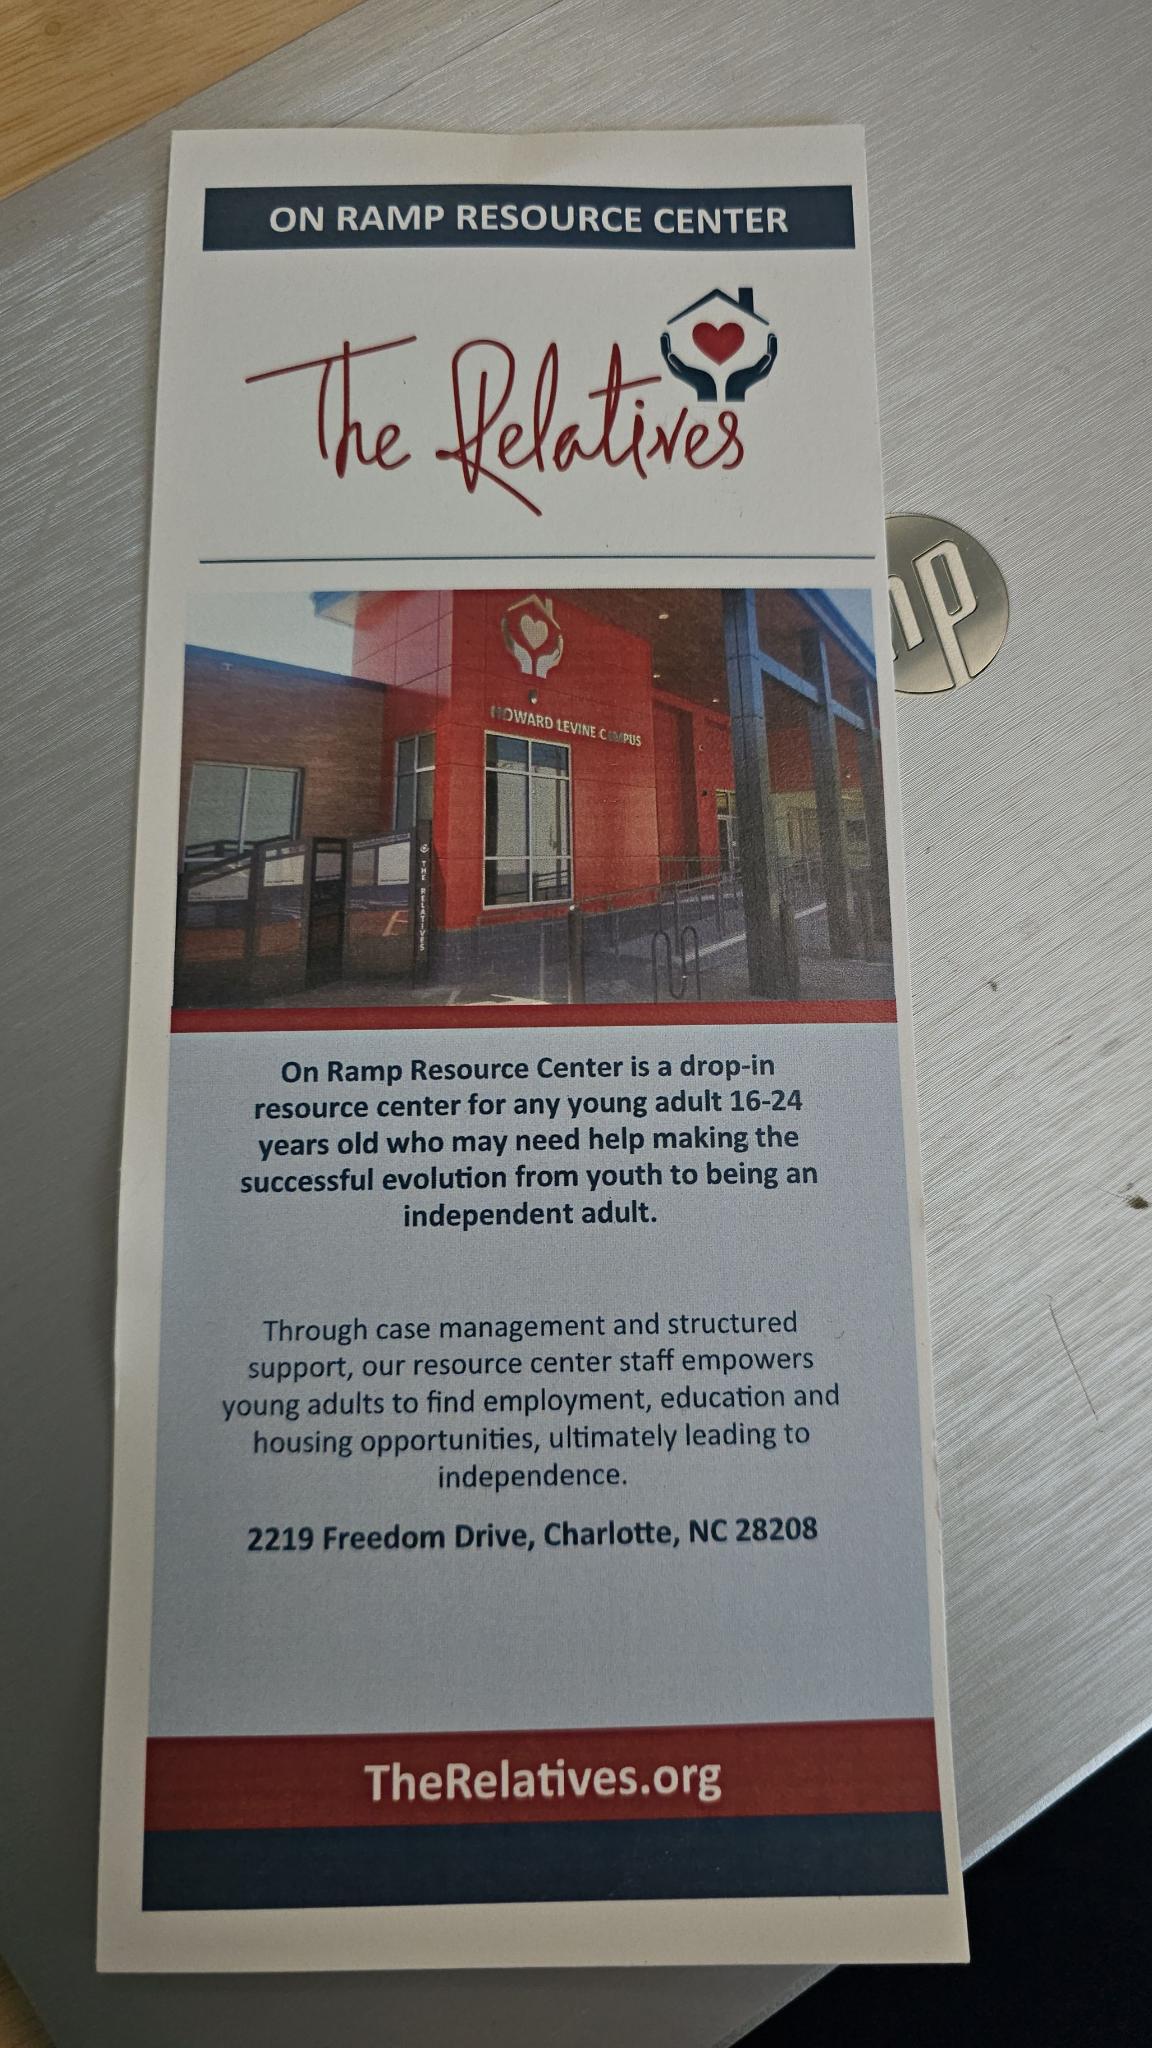 ON RAMP RESOURCE CENTER
The Relatives
HOWARD LEVINE CAMPUS
THE RELATIVES
hp
On Ramp Resource Center is a drop-in
resource center for any young adult 16-24
years old who may need help making the
successful evolution from youth to being an
independent adult.
Through case management and structured
support, our resource center staff empowers
young adults to find employment, education and
housing opportunities, ultimately leading to
independence.
2219 Freedom Drive, Charlotte, NC 28208
TheRelatives.org